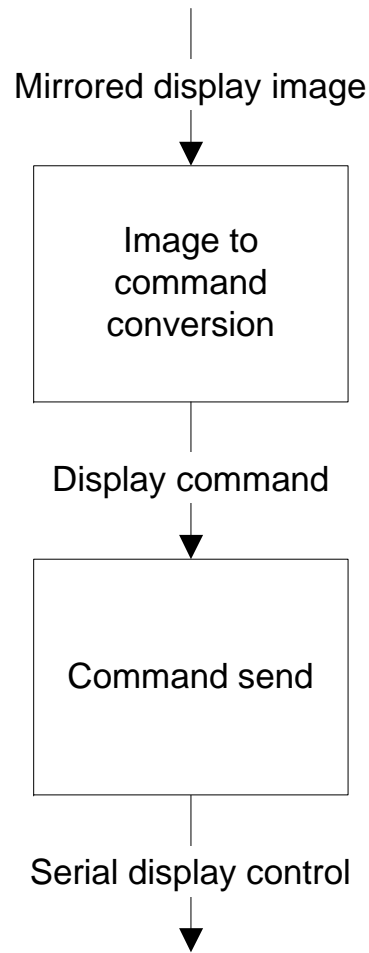 Mirrored display image
Image to
command
conversion
Display command
Command send
Serial display control